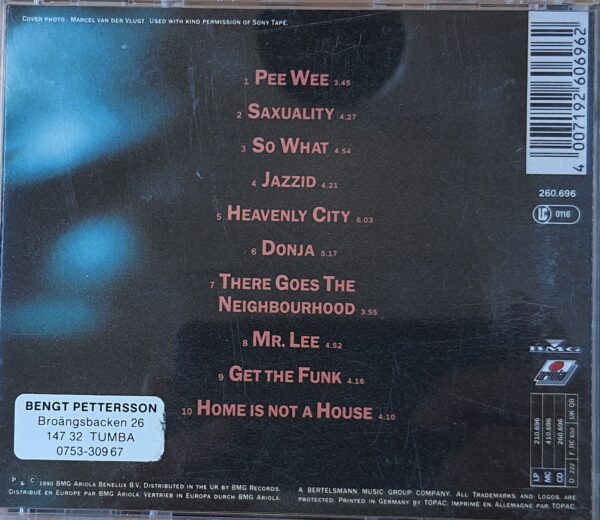 COVER PHOTO: MARCEL VAN DER VLUGT. USED WITH KIND PERMISSION OF SONY TAPE.
1 PEE WEE 3.45
2 SAXUALITY 4.27
3 SO WHAT 4.54
4 JAZZID 4.21
5 HEAVENLY CITY 6.03
6 DONJA 5.17
7 THERE GOES THE
NEIGHBOURHOOD 3.55
8 MR. LEE 4.52
9 GET THE FUNK 4.16
10 HOME IS NOT A HOUSE 4.10
4 007192 606962
260.696
LC 0116
BMG
ARIOLA
LP 210.696
MC 410.696
CD 260.696
D: 222 F: RC 650 UK: DB
BENGT PETTERSSON
Broängsbacken 26
147 32 TUMBA
0753-309 67
℗ & © 1990 BMG ARIOLA BENELUX B.V. DISTRIBUTED IN THE UK BY BMG RECORDS.
DISTRIBUÉ EN EUROPE PAR BMG ARIOLA. VERTRIEB IN EUROPA DURCH BMG ARIOLA.
A BERTELSMANN MUSIC GROUP COMPANY. ALL TRADEMARKS AND LOGOS ARE
PROTECTED. PRINTED IN GERMANY BY TOPAC. IMPRIMÉ EN ALLEMAGNE PAR TOPAC.